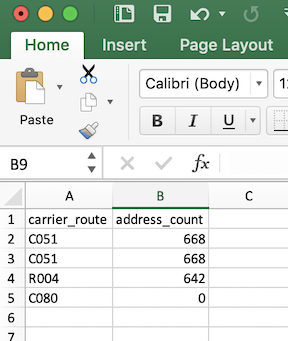 Home Insert Page Layout
Paste
Calibri (Body)
B I U
B9 fx
A B C
1 carrier_route address_count
2 C051 668
3 C051 668
4 R004 642
5 C080 0
6
7